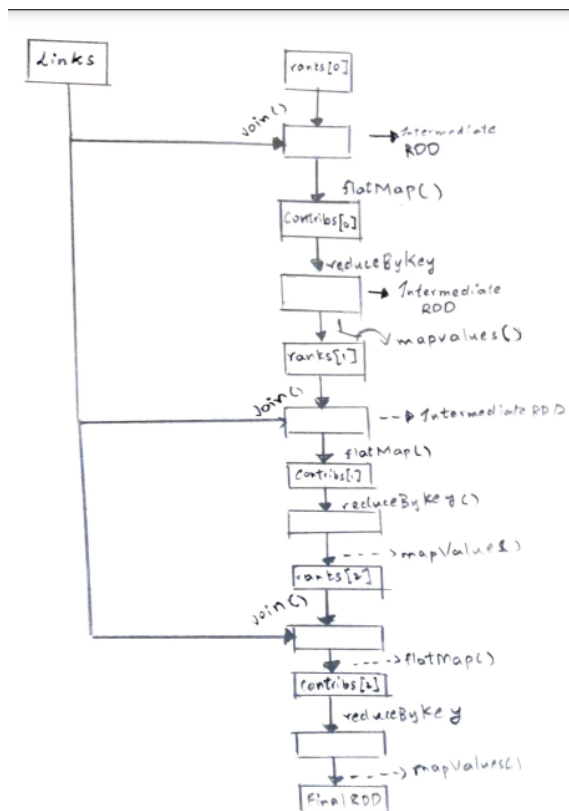 Links
ranks[0]
Join()
Intermediate
RDD
flatMap()
Contribs[0]
reduceByKey
Intermediate
RDD
mapvalues()
ranks[1]
Join()
Intermediate RDD
flatMap()
Contribs[1]
reduceByKey()
mapValues)
ranks[2]
Join()
flatMap()
Contribs[2]
reduceByKey
mapValues()
Final RDD